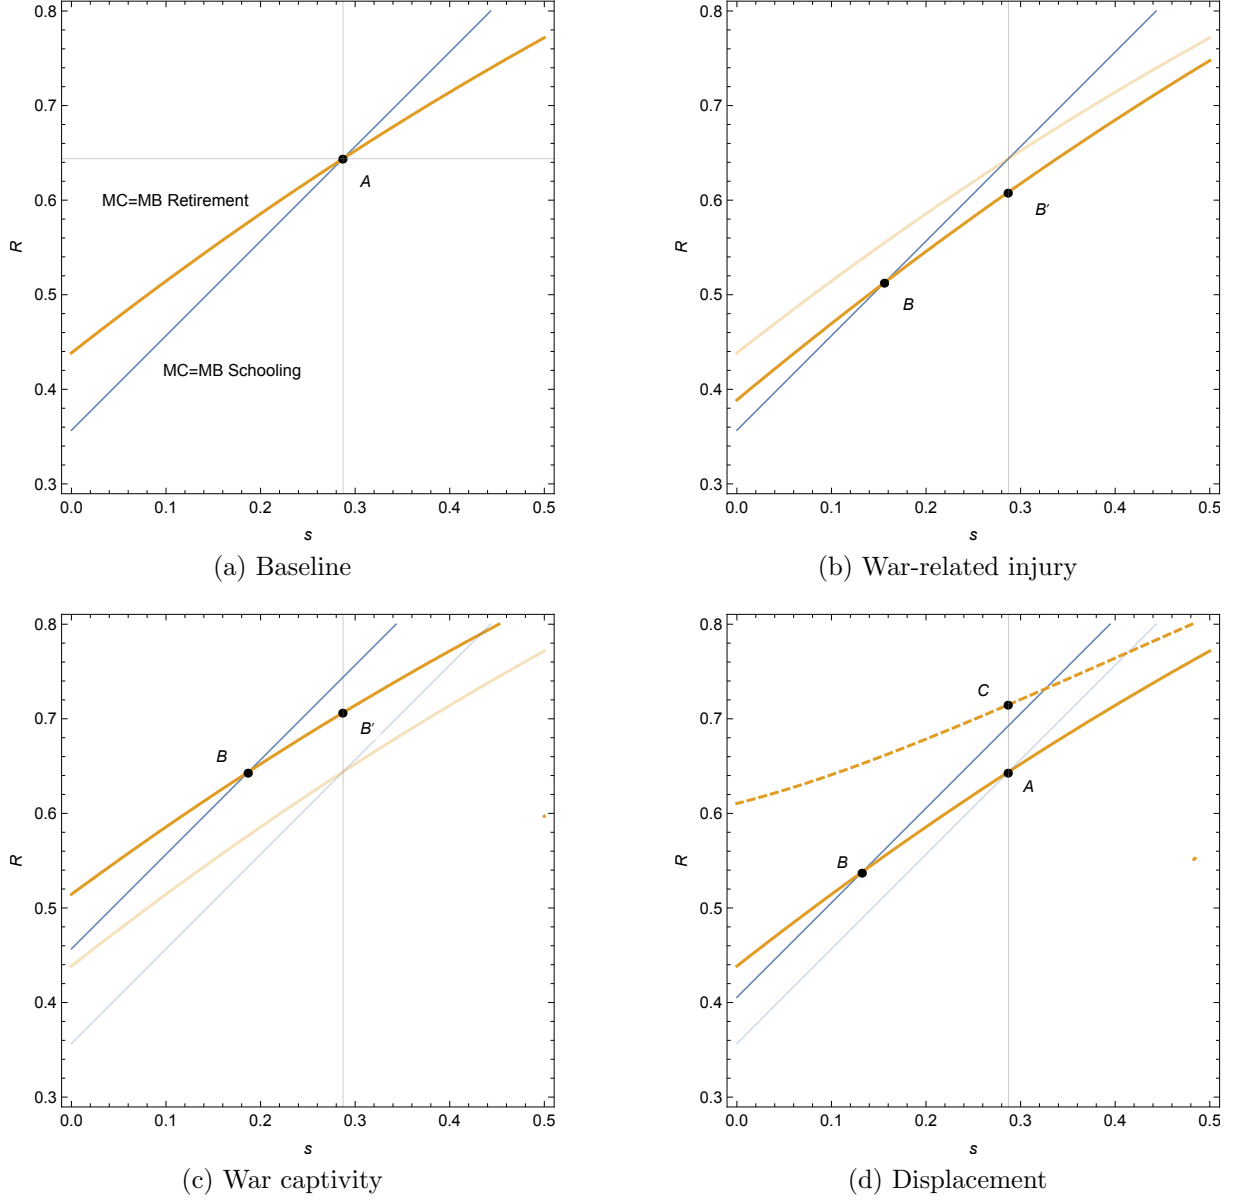 0.8
0.7
0.6
0.5
0.4
0.3
R
A
MC=MB Retirement
MC=MB Schooling
0.0 0.1 0.2 0.3 0.4 0.5
s
(a) Baseline
0.8
0.7
0.6
0.5
0.4
0.3
R
B′
B
0.0 0.1 0.2 0.3 0.4 0.5
s
(b) War-related injury
0.8
0.7
0.6
0.5
0.4
0.3
R
B
B′
0.0 0.1 0.2 0.3 0.4 0.5
s
(c) War captivity
0.8
0.7
0.6
0.5
0.4
0.3
R
C
A
B
0.0 0.1 0.2 0.3 0.4 0.5
s
(d) Displacement